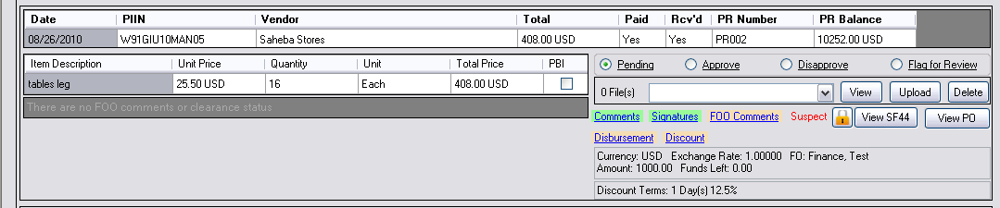 Date PIIN Vendor Total Paid Rcv'd PR Number PR Balance
08/26/2010 W91GIU10MAN05 Saheba Stores 408.00 USD Yes Yes PR002 10252.00 USD
Item Description Unit Price Quantity Unit Total Price PBI
tables leg 25.50 USD 16 Each 408.00 USD
There are no FOO comments or clearance status
Pending Approve Disapprove Flag for Review
0 File(s) View Upload Delete
Comments Signatures FOO Comments Suspect View SF44 View PO
Disbursement Discount
Currency: USD Exchange Rate: 1.00000 FO: Finance, Test
Amount: 1000.00 Funds Left: 0.00
Discount Terms: 1 Day(s) 12.5%